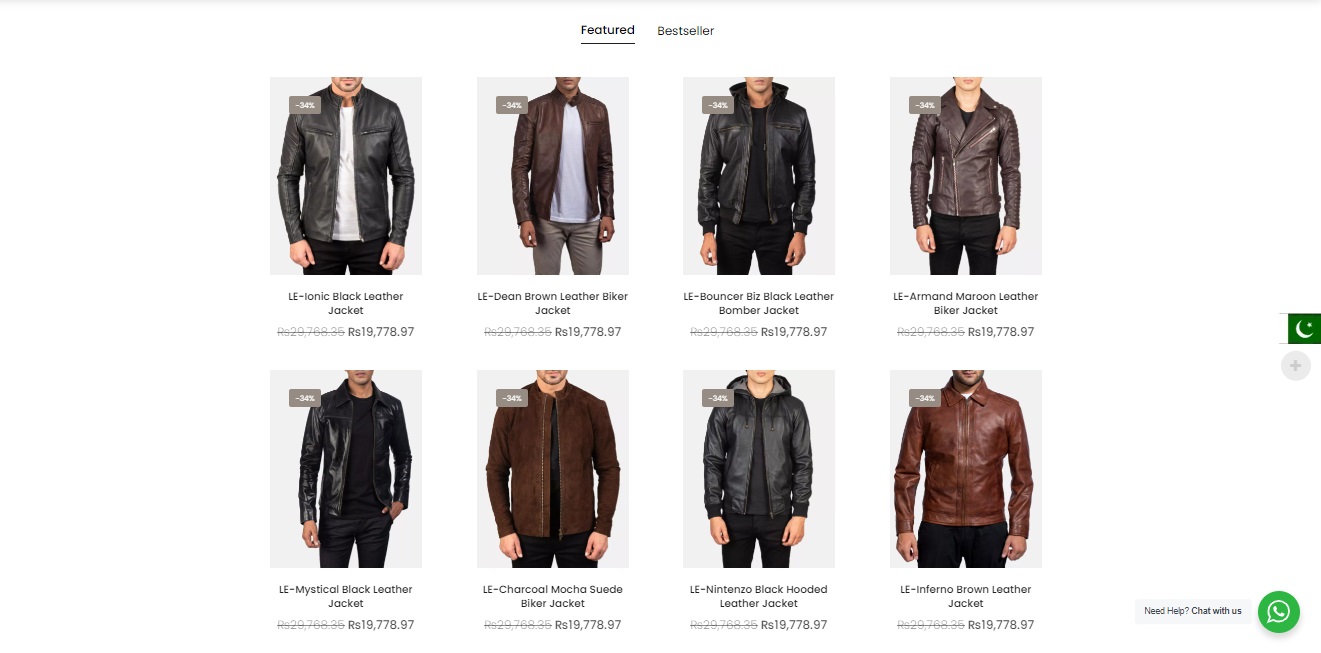 Featured Bestseller
-34% -34% -34% -34%
LE-Ionic Black Leather
Jacket
Rs29,768.35 Rs19,778.97
LE-Dean Brown Leather Biker
Jacket
Rs29,768.35 Rs19,778.97
LE-Bouncer Biz Black Leather
Bomber Jacket
Rs29,768.35 Rs19,778.97
LE-Armand Maroon Leather
Biker Jacket
Rs29,768.35 Rs19,778.97
-34% -34% -34% -34%
LE-Mystical Black Leather
Jacket
Rs29,768.35 Rs19,778.97
LE-Charcoal Mocha Suede
Biker Jacket
Rs29,768.35 Rs19,778.97
LE-Nintenzo Black Hooded
Leather Jacket
Rs29,768.35 Rs19,778.97
LE-Inferno Brown Leather
Jacket
Rs29,768.35 Rs19,778.97
Need Help? Chat with us